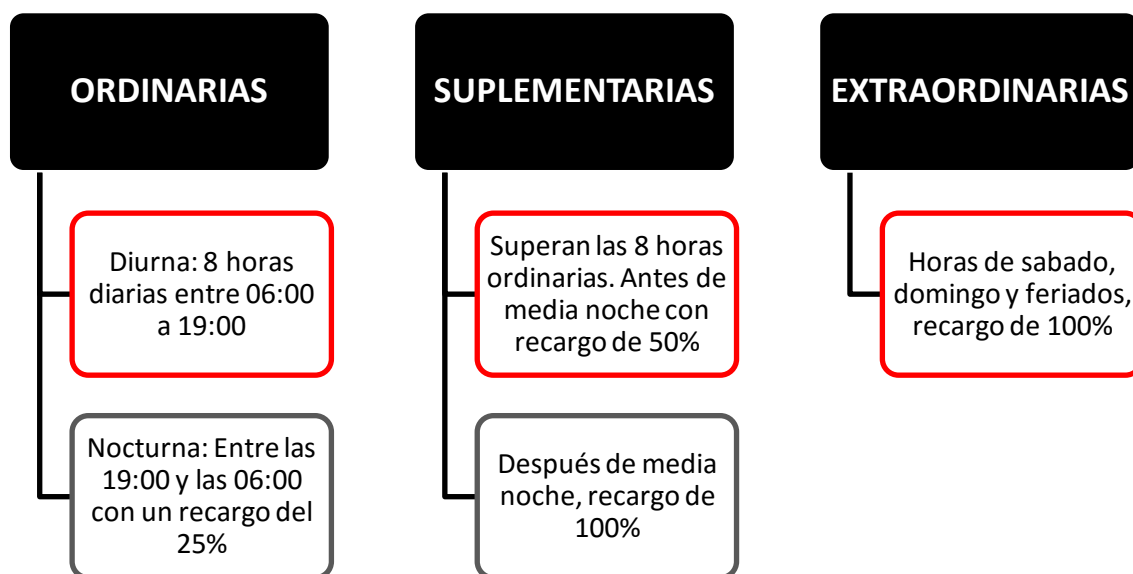 ORDINARIAS
Diurna: 8 horas
diarias entre 06:00
a 19:00
Nocturna: Entre las
19:00 y las 06:00
con un recargo del
25%
SUPLEMENTARIAS
Superan las 8 horas
ordinarias. Antes de
media noche con
recargo de 50%
Después de media
noche, recargo de
100%
EXTRAORDINARIAS
Horas de sabado,
domingo y feriados,
recargo de 100%